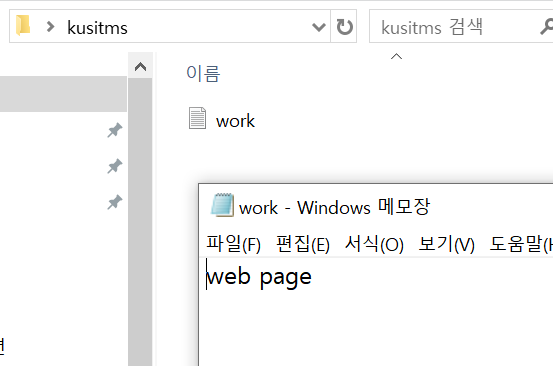 kusitms
kusitms 검색
이름
work
work - Windows 메모장
파일(F) 편집(E) 서식(O) 보기(V) 도움말(H
web page